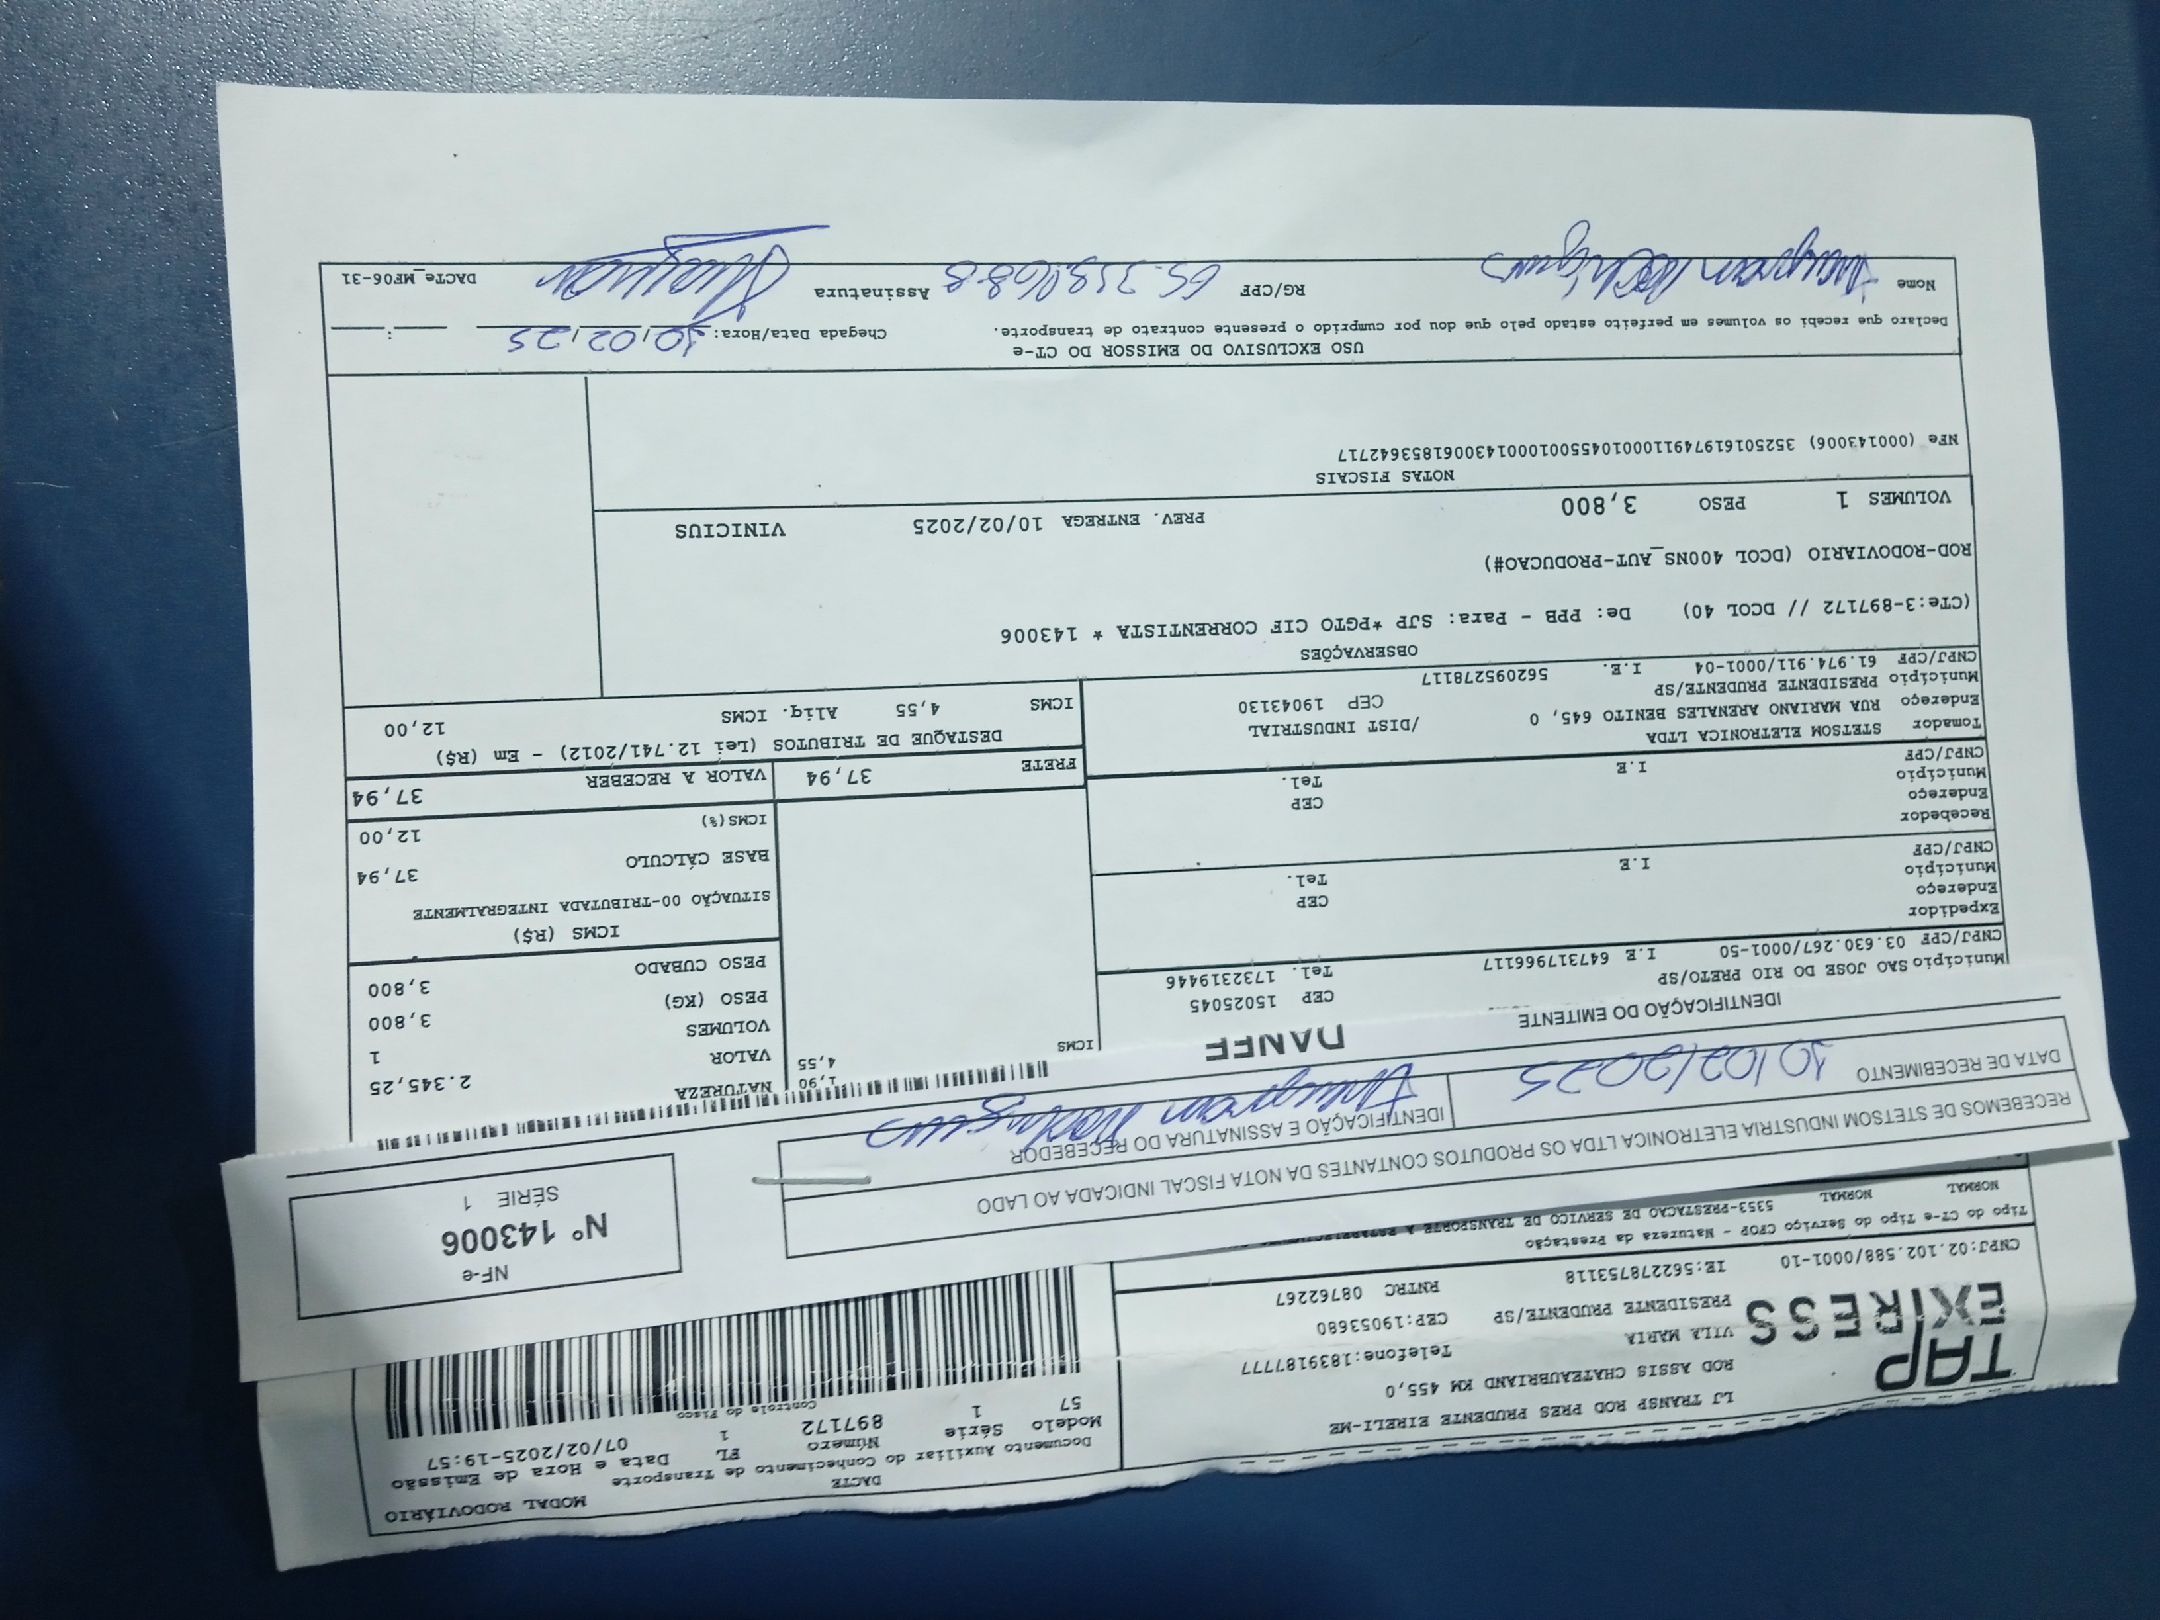 TAP
EXPRESS
LJ TRANSP ROD PRES PRUDENTE EIRELI-ME
ROD ASSIS CHATEAUBRIAND KM 455,0
VILA MARIA
Telefone:1839187777
PRESIDENTE PRUDENTE/SP
CEP:19053680
CNPJ:02.102.588/0001-10
IE:562278753118
RNTRC 08762267
Tipo do CT-e Tipo do Serviço CFOP - Natureza da Prestação
NORMAL NORMAL 5353-PRESTACAO DE SERVICO DE TRANSPORTE A
DACTE
MODAL RODOVIÁRIO
Documento Auxiliar do Conhecimento de Transporte
Modelo Série Número FL Data e Hora de Emissão
57 1 897172 1 07/02/2025-19:57
Controle do Fisco
RECEBEMOS DE STETSOM INDUSTRIA ELETRONICA LTDA OS PRODUTOS CONTANTES DA NOTA FISCAL INDICADA AO LADO
DATA DE RECEBIMENTO
10/02/2025
IDENTIFICAÇÃO E ASSINATURA DO RECEBEDOR
NF-e
Nº 143006
SÉRIE 1
IDENTIFICAÇÃO DO EMITENTE
DANFE
Município SAO JOSE DO RIO PRETO/SP
CEP 15025045
CNPJ/CPF 03.630.267/0001-50
I.E 647317966117
Tel. 1732319446
Expedidor
Endereço
CEP
Município
Tel.
CNPJ/CPF
I.E
Recebedor
Endereço
CEP
Município
Tel.
CNPJ/CPF
I.E
Tomador STETSOM ELETRONICA LTDA
Endereço RUA MARIANO ARENALES BENITO 645, 0
/DIST INDUSTRIAL
Município PRESIDENTE PRUDENTE/SP
CEP 19043130
CNPJ/CPF 61.974.911/0001-04
I.E. 562095278117
1,90
ICMS 4,55
FRETE 37,94
NATUREZA
VALOR 2.345,25
VOLUMES 1
PESO (KG) 3,800
PESO CUBADO 3,800
ICMS (R$)
SITUAÇÃO 00-TRIBUTADA INTEGRALMENTE
BASE CÁLCULO 37,94
ICMS(%) 12,00
VALOR A RECEBER 37,94
DESTAQUE DE TRIBUTOS (Lei 12.741/2012) - Em (R$)
ICMS 4,55 Aliq. ICMS 12,00
OBSERVAÇÕES
(CTe:3-897172 // DCOL 40) De: PPB - Para: SJP *PGTO CIF CORRENTISTA * 143006
ROD-RODOVIARIO (DCOL 400NS_AUT-PRODUCAO#)
VOLUMES 1 PESO 3,800 PREV. ENTREGA 10/02/2025 VINICIUS
NOTAS FISCAIS
NFe (000143006) 35250161974911000104550010001430061853642717
USO EXCLUSIVO DO EMISSOR DO CT-e
Declaro que recebi os volumes em perfeito estado pelo que dou por cumprido o presente contrato de transporte.
Chegada Data/Hora: 10/02/25 :
Nome
RG/CPF
Assinatura
DACTe_MF06-31